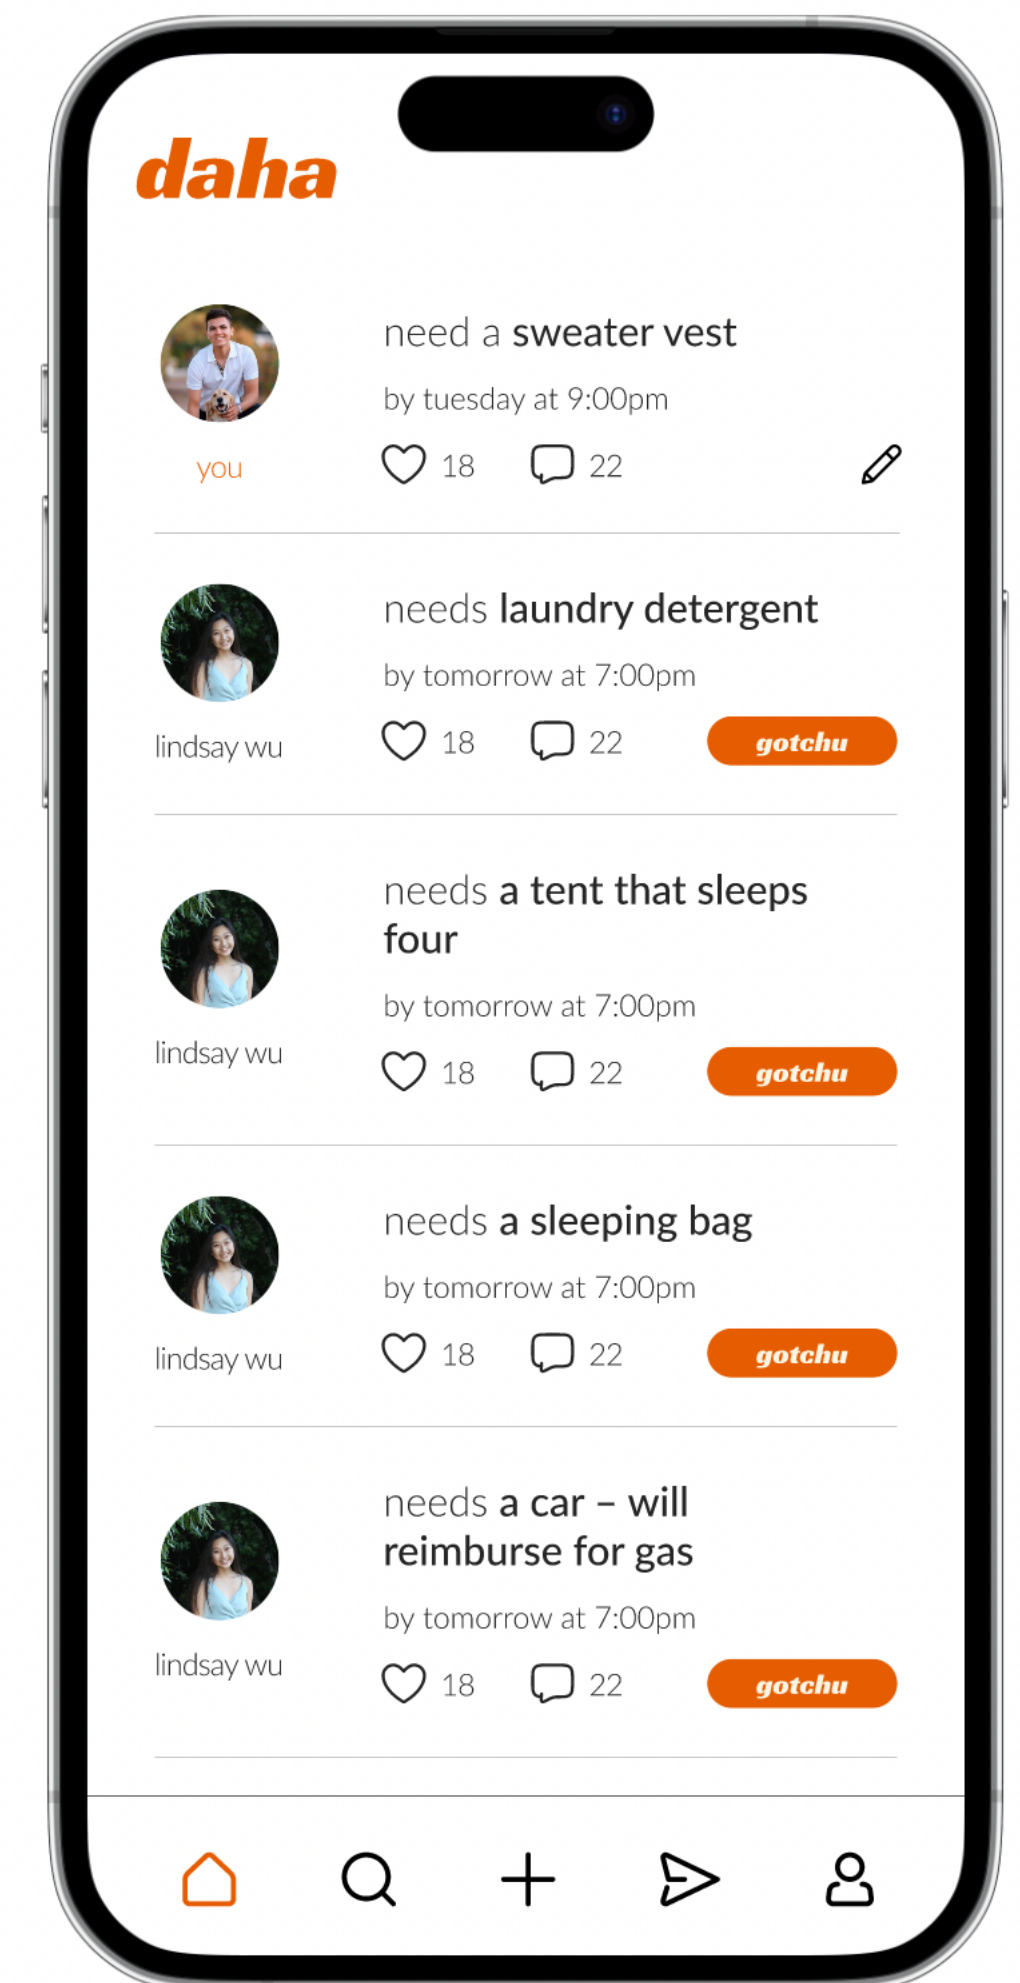 daha
need a sweater vest
by tuesday at 9:00pm
you
18
22
needs laundry detergent
by tomorrow at 7:00pm
lindsay wu
18
22
gotchu
needs a tent that sleeps
four
by tomorrow at 7:00pm
lindsay wu
18
22
gotchu
needs a sleeping bag
by tomorrow at 7:00pm
lindsay wu
18
22
gotchu
needs a car – will
reimburse for gas
by tomorrow at 7:00pm
lindsay wu
18
22
gotchu